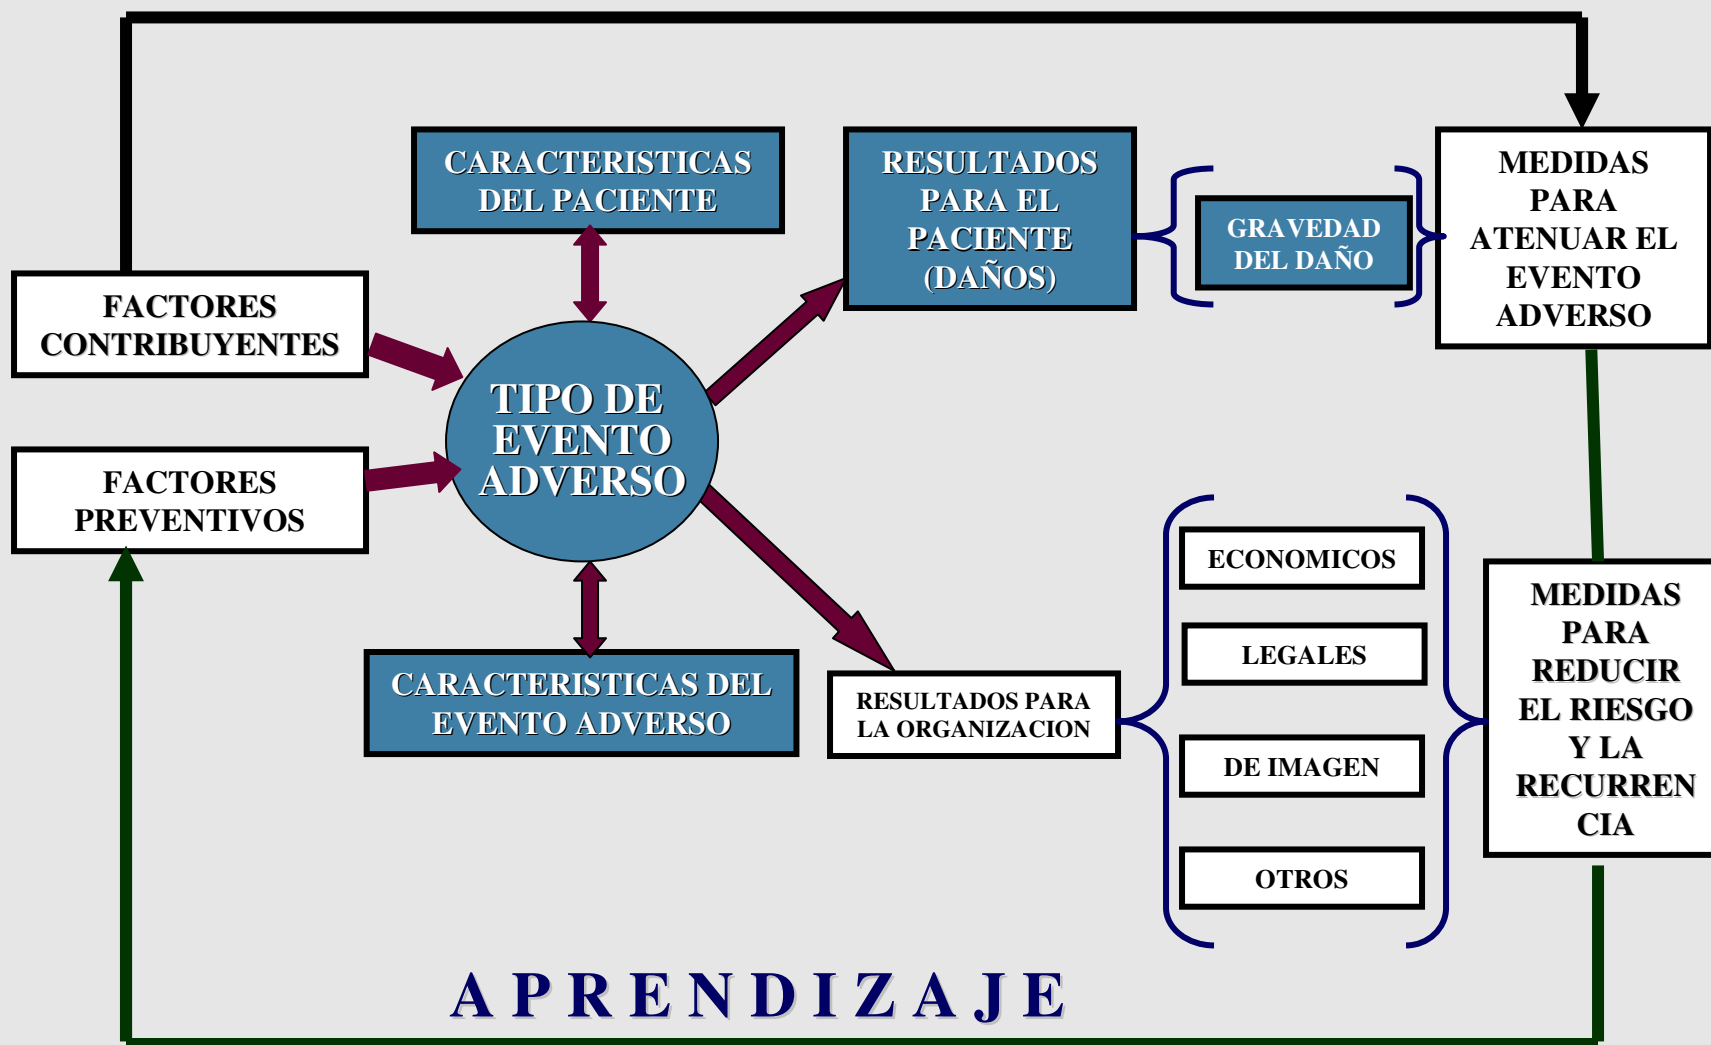 CARACTERISTICAS
DEL PACIENTE
RESULTADOS
PARA EL
PACIENTE
(DAÑOS)
GRAVEDAD
DEL DAÑO
MEDIDAS
PARA
ATENUAR EL
EVENTO
ADVERSO
FACTORES
CONTRIBUYENTES
TIPO DE
EVENTO
ADVERSO
FACTORES
PREVENTIVOS
CARACTERISTICAS DEL
EVENTO ADVERSO
RESULTADOS PARA
LA ORGANIZACION
ECONOMICOS
LEGALES
DE IMAGEN
OTROS
MEDIDAS
PARA
REDUCIR
EL RIESGO
Y LA
RECURREN
CIA
A P R E N D I Z A J E